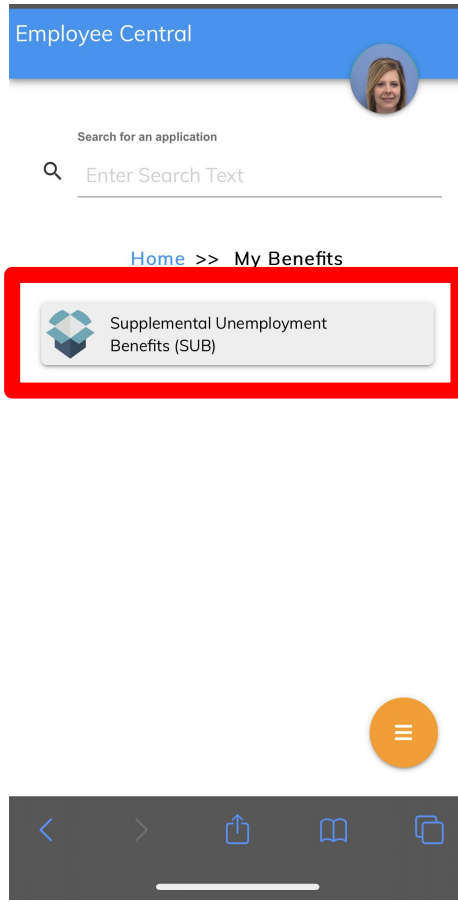 Employee Central
Search for an application
Enter Search Text
Home >> My Benefits
Supplemental Unemployment
Benefits (SUB)